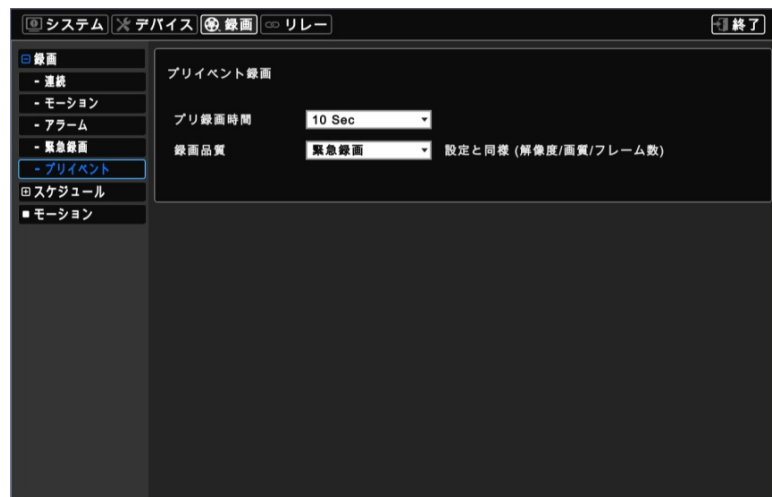 システム デバイス 録画 リレー 終了
録画
- 連続
- モーション
- アラーム
- 緊急録画
- プリイベント
スケジュール
モーション
プリイベント録画
プリ録画時間 10 Sec
録画品質 緊急録画 設定と同様 (解像度/画質/フレーム数)